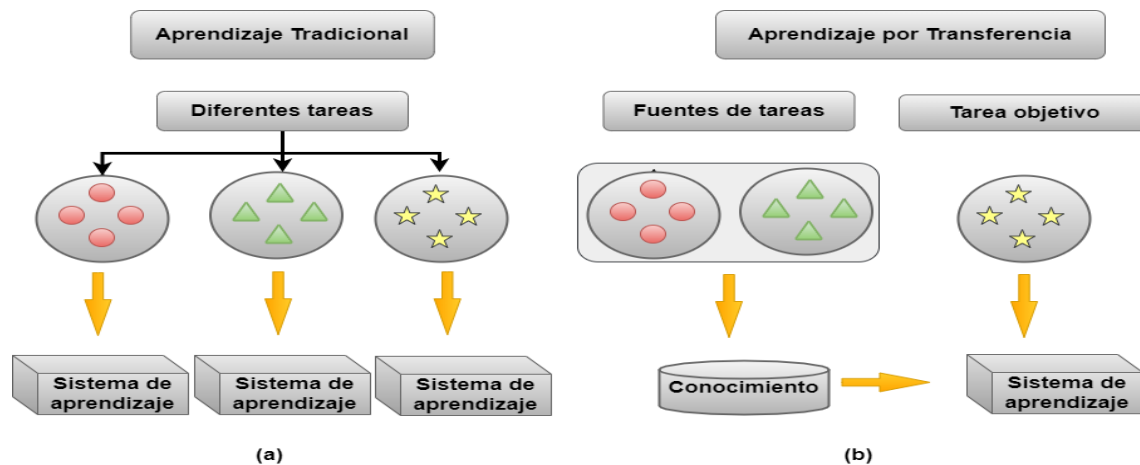 Aprendizaje Tradicional
Diferentes tareas
Sistema de
aprendizaje
Sistema de
aprendizaje
Sistema de
aprendizaje
(a)
Aprendizaje por Transferencia
Fuentes de tareas
Tarea objetivo
Conocimiento
Sistema de
aprendizaje
(b)